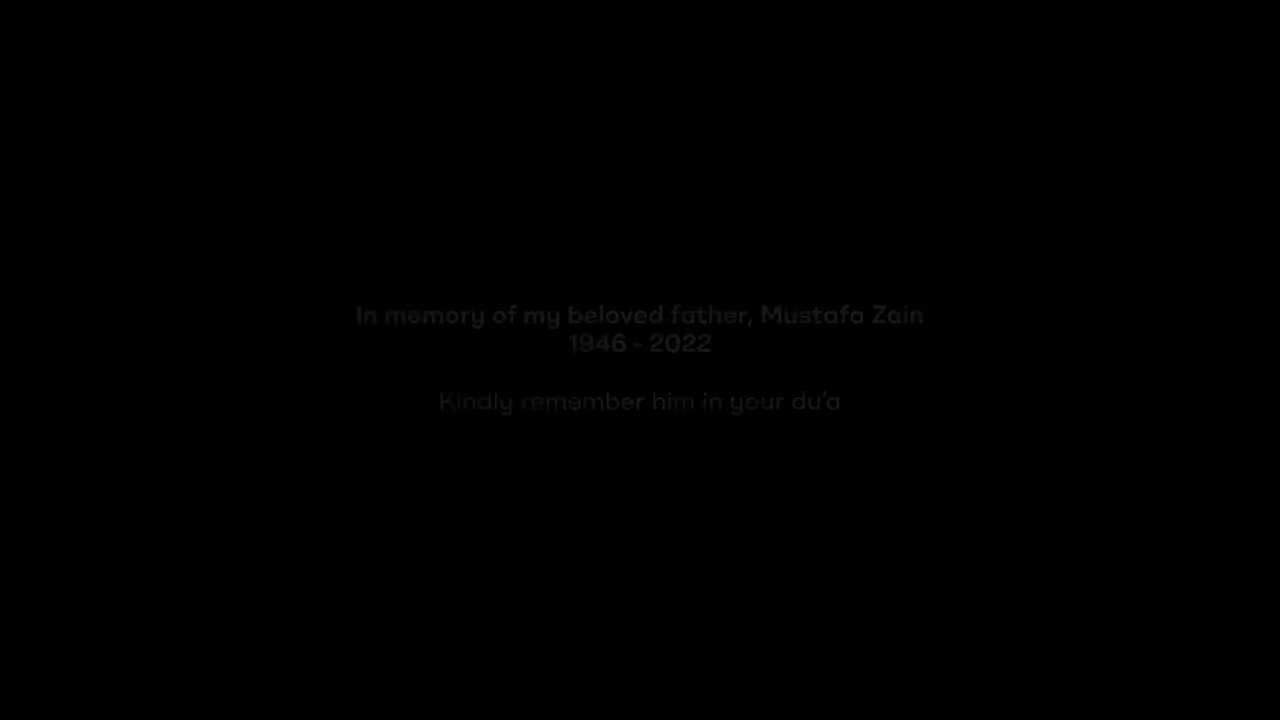 In memory of my beloved father, Mustafa Zain
1946 - 2022
Kindly remember him in your du'a